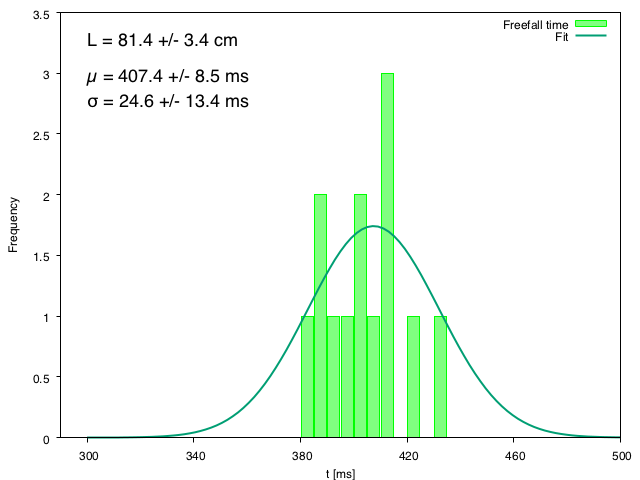 Freefall time
Fit
L = 81.4 +/- 3.4 cm
μ = 407.4 +/- 8.5 ms
σ = 24.6 +/- 13.4 ms
3.5
3
2.5
2
1.5
1
0.5
0
Frequency
300 340 380 420 460 500
t [ms]